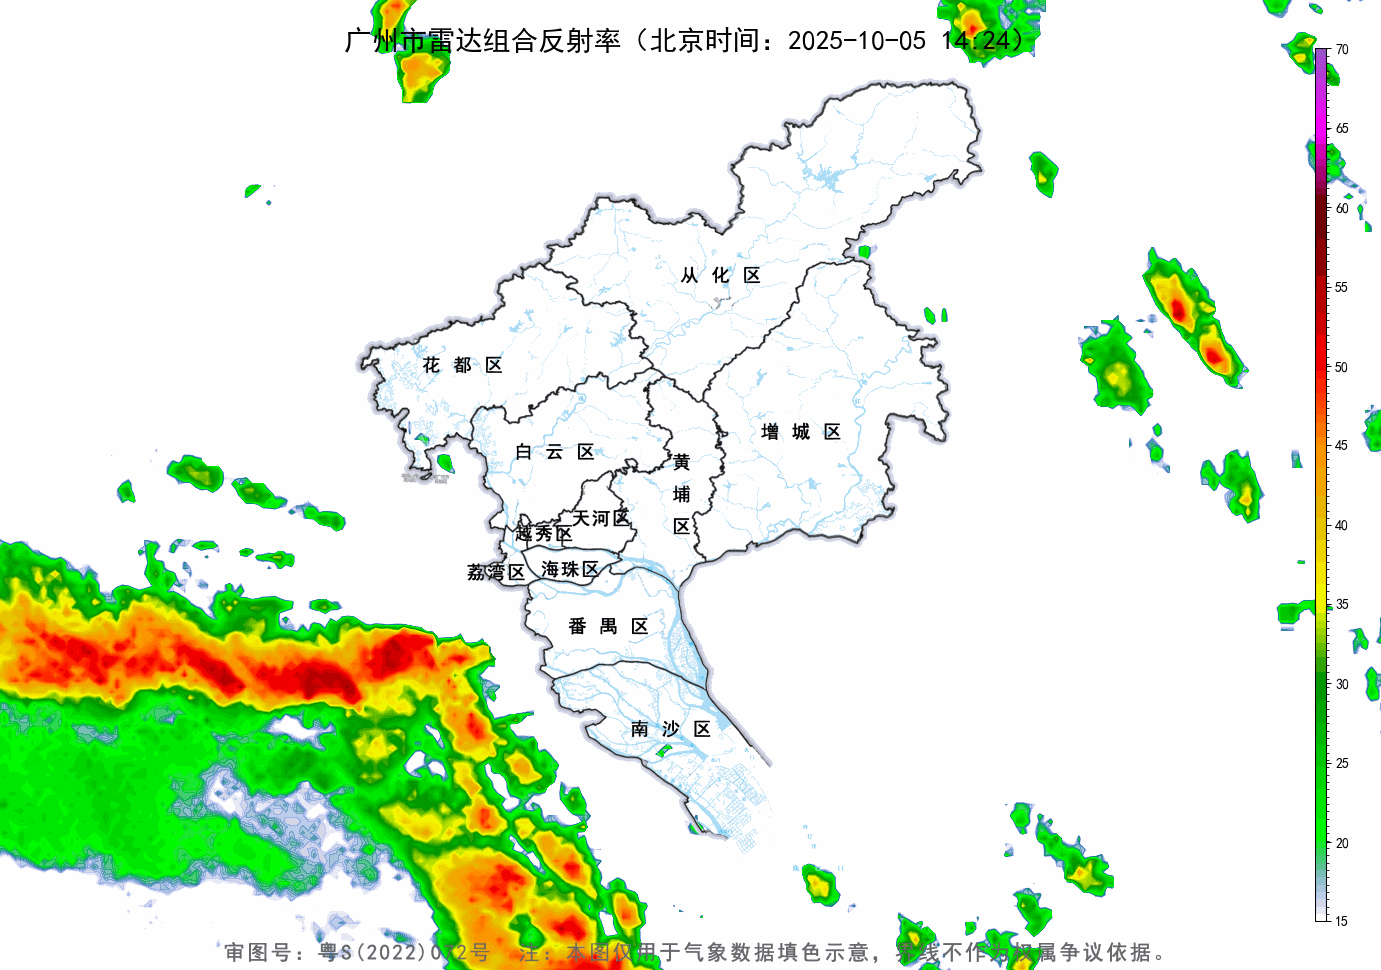 广州市雷达组合反射率（北京时间：2025-10-05 14:24）
70
65
60
55
50
45
40
35
30
25
20
15
从化区
花都区
增城区
白云区
黄埔区
天河区
越秀区
荔湾区
海珠区
番禺区
南沙区
审图号：粤S(2022)072号 注：本图仅用于气象数据填色示意，界线不作为权属争议依据。